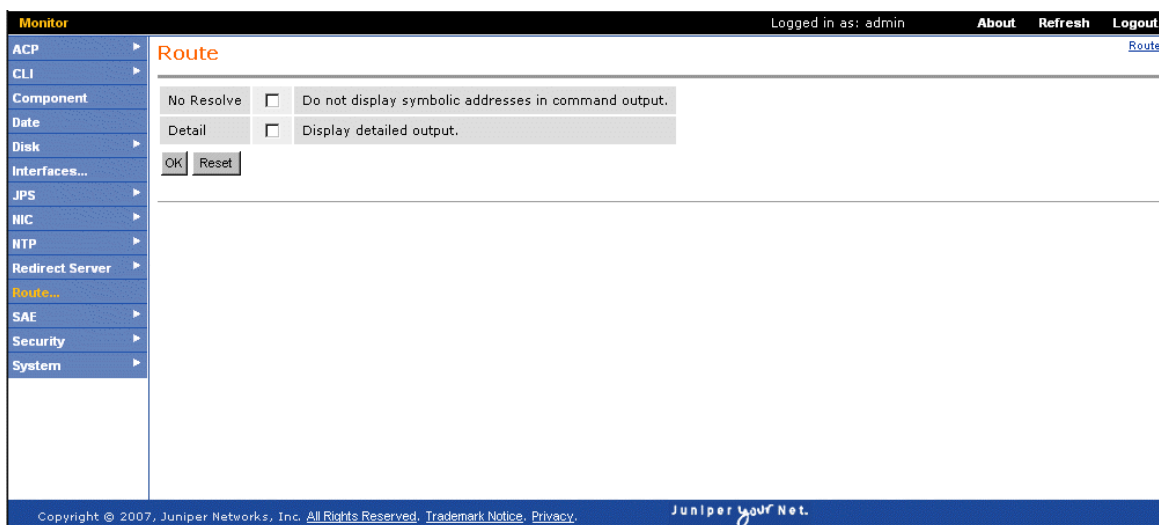 Monitor Logged in as: admin About Refresh Logout
ACP
CLI
Component
Date
Disk
Interfaces...
JPS
NIC
NTP
Redirect Server
Route...
SAE
Security
System
Route
Route
No Resolve Do not display symbolic addresses in command output.
Detail Display detailed output.
OK Reset
Copyright © 2007, Juniper Networks, Inc. All Rights Reserved. Trademark Notice. Privacy.
Juniper your Net.